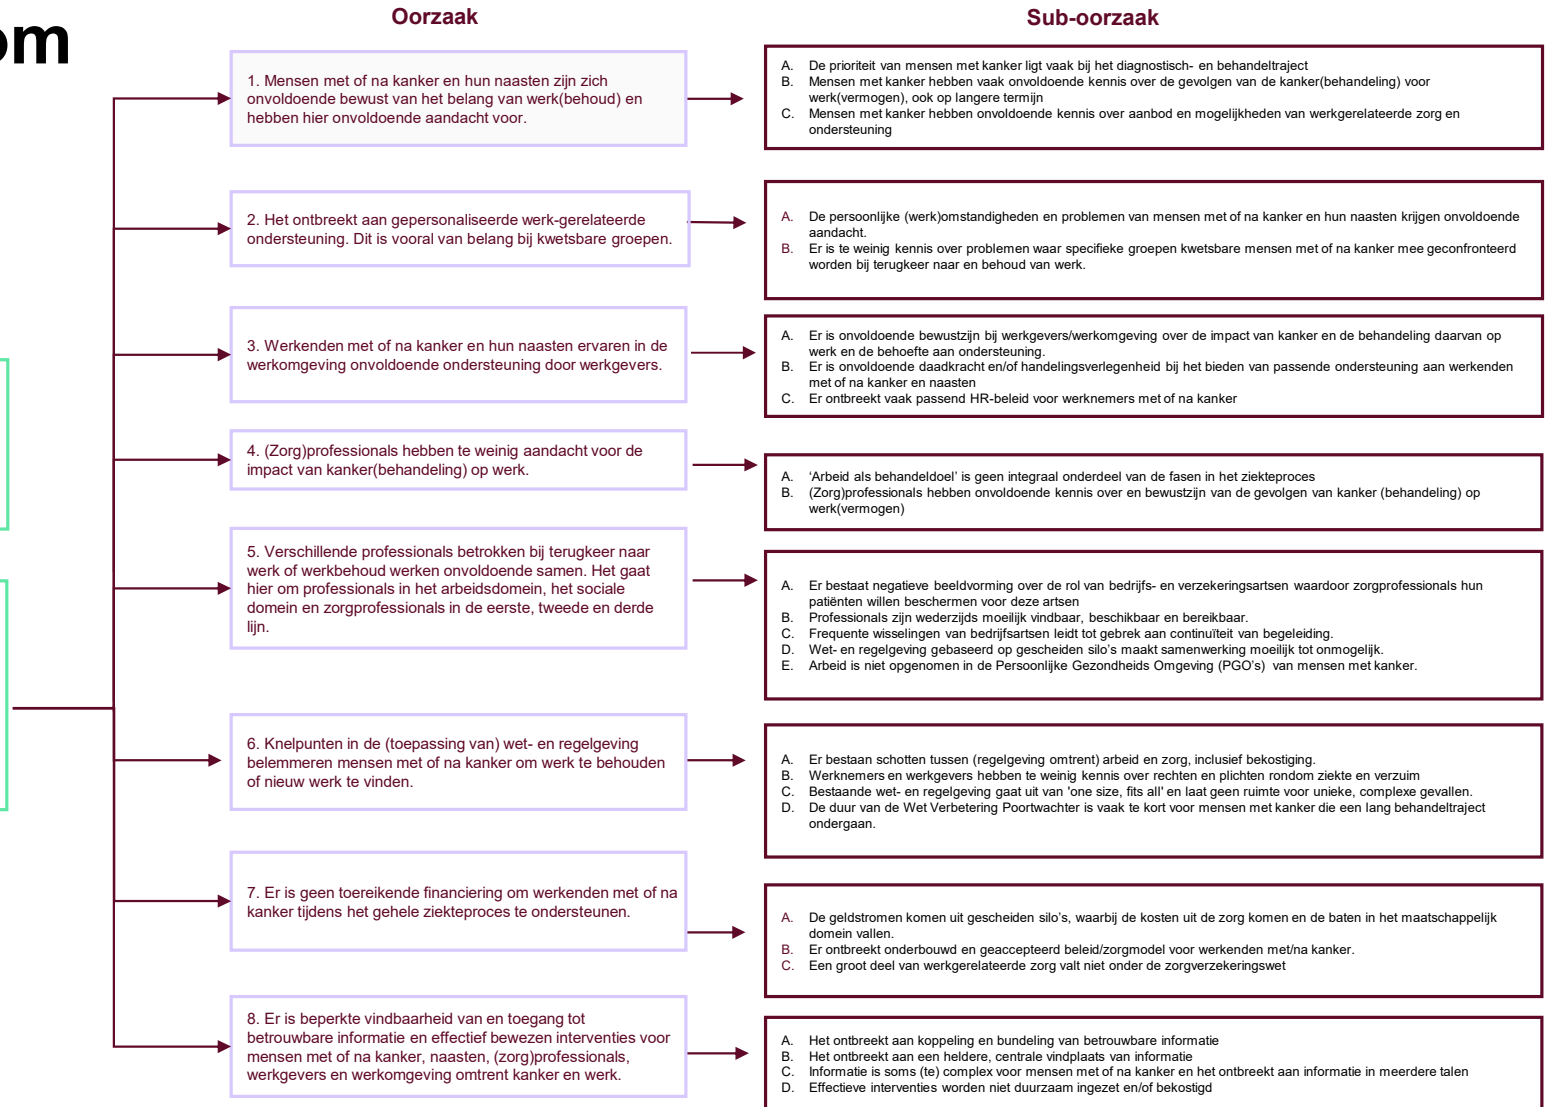 om
Oorzaak
Sub-oorzaak
1. Mensen met of na kanker en hun naasten zijn zich
onvoldoende bewust van het belang van werk(behoud) en
hebben hier onvoldoende aandacht voor.
A. De prioriteit van mensen met kanker ligt vaak bij het diagnostisch- en behandeltraject
B. Mensen met kanker hebben vaak onvoldoende kennis over de gevolgen van de kanker(behandeling) voor
werk(vermogen), ook op langere termijn
C. Mensen met kanker hebben onvoldoende kennis over aanbod en mogelijkheden van werkgerelateerde zorg en
ondersteuning
2. Het ontbreekt aan gepersonaliseerde werk-gerelateerde
ondersteuning. Dit is vooral van belang bij kwetsbare groepen.
A. De persoonlijke (werk)omstandigheden en problemen van mensen met of na kanker en hun naasten krijgen onvoldoende
aandacht.
B. Er is te weinig kennis over problemen waar specifieke groepen kwetsbare mensen met of na kanker mee geconfronteerd
worden bij terugkeer naar en behoud van werk.
3. Werkenden met of na kanker en hun naasten ervaren in de
werkomgeving onvoldoende ondersteuning door werkgevers.
A. Er is onvoldoende bewustzijn bij werkgevers/werkomgeving over de impact van kanker en de behandeling daarvan op
werk en de behoefte aan ondersteuning.
B. Er is onvoldoende daadkracht en/of handelingsverlegenheid bij het bieden van passende ondersteuning aan werkenden
met of na kanker en naasten
C. Er ontbreekt vaak passend HR-beleid voor werknemers met of na kanker
4. (Zorg)professionals hebben te weinig aandacht voor de
impact van kanker(behandeling) op werk.
A. ‘Arbeid als behandeldoel’ is geen integraal onderdeel van de fasen in het ziekteproces
B. (Zorg)professionals hebben onvoldoende kennis over en bewustzijn van de gevolgen van kanker (behandeling) op
werk(vermogen)
5. Verschillende professionals betrokken bij terugkeer naar
werk of werkbehoud werken onvoldoende samen. Het gaat
hier om professionals in het arbeidsdomein, het sociale
domein en zorgprofessionals in de eerste, tweede en derde
lijn.
A. Er bestaat negatieve beeldvorming over de rol van bedrijfs- en verzekeringsartsen waardoor zorgprofessionals hun
patiënten willen beschermen voor deze artsen
B. Professionals zijn wederzijds moeilijk vindbaar, beschikbaar en bereikbaar.
C. Frequente wisselingen van bedrijfsartsen leidt tot gebrek aan continuïteit van begeleiding.
D. Wet- en regelgeving gebaseerd op gescheiden silo’s maakt samenwerking moeilijk tot onmogelijk.
E. Arbeid is niet opgenomen in de Persoonlijke Gezondheids Omgeving (PGO’s) van mensen met kanker.
6. Knelpunten in de (toepassing van) wet- en regelgeving
belemmeren mensen met of na kanker om werk te behouden
of nieuw werk te vinden.
A. Er bestaan schotten tussen (regelgeving omtrent) arbeid en zorg, inclusief bekostiging.
B. Werknemers en werkgevers hebben te weinig kennis over rechten en plichten rondom ziekte en verzuim
C. Bestaande wet- en regelgeving gaat uit van 'one size, fits all' en laat geen ruimte voor unieke, complexe gevallen.
D. De duur van de Wet Verbetering Poortwachter is vaak te kort voor mensen met kanker die een lang behandeltraject
ondergaan.
7. Er is geen toereikende financiering om werkenden met of na
kanker tijdens het gehele ziekteproces te ondersteunen.
A. De geldstromen komen uit gescheiden silo’s, waarbij de kosten uit de zorg komen en de baten in het maatschappelijk
domein vallen.
B. Er ontbreekt onderbouwd en geaccepteerd beleid/zorgmodel voor werkenden met/na kanker.
C. Een groot deel van werkgerelateerde zorg valt niet onder de zorgverzekeringswet
8. Er is beperkte vindbaarheid van en toegang tot
betrouwbare informatie en effectief bewezen interventies voor
mensen met of na kanker, naasten, (zorg)professionals,
werkgevers en werkomgeving omtrent kanker en werk.
A. Het ontbreekt aan koppeling en bundeling van betrouwbare informatie
B. Het ontbreekt aan een heldere, centrale vindplaats van informatie
C. Informatie is soms (te) complex voor mensen met of na kanker en het ontbreekt aan informatie in meerdere talen
D. Effectieve interventies worden niet duurzaam ingezet en/of bekostigd